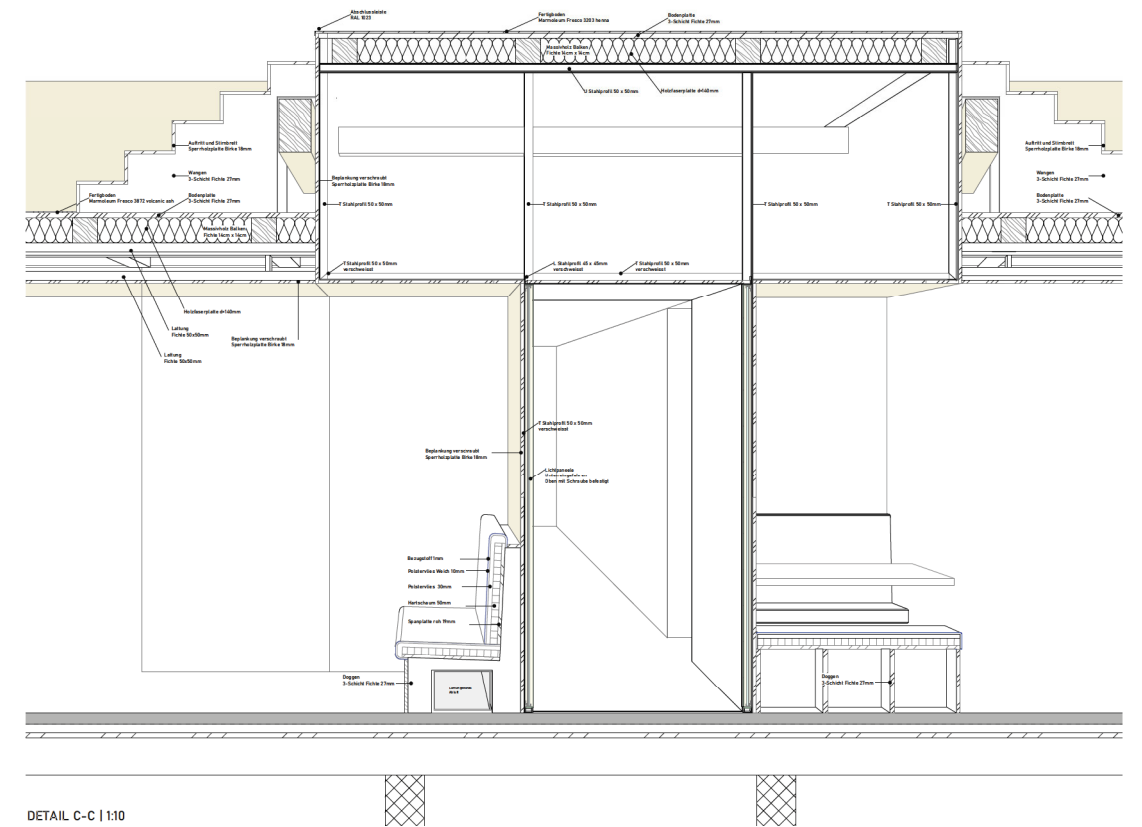 Abschlussleiste
RAL 1023
Fertigboden
Marmoleum Fresco 3203 henna
Bodenplatte
3-Schicht Fichte 27mm
Massivholz Balken
Fichte 14cm x 14cm
U Stahlprofil 50 x 50mm
Holzfaserplatte d=140mm
Auftritt und Stirnbrett
Sperrholzplatte Birke 18mm
Wangen
3-Schicht Fichte 27mm
Fertigboden
Marmoleum Fresco 3872 volcanic ash
Bodenplatte
3-Schicht Fichte 27mm
Massivholz Balken
Fichte 14cm x 14cm
Beplankung verschraubt
Sperrholzplatte Birke 18mm
T Stahlprofil 50 x 50mm
T Stahlprofil 50 x 50mm
T Stahlprofil 50 x 50mm
T Stahlprofil 50 x 50mm
Auftritt und Stirnbrett
Sperrholzplatte Birke 18mm
Wangen
3-Schicht Fichte 27mm
Bodenplatte
3-Schicht Fichte 27mm
T Stahlprofil 50 x 50mm
verschweisst
L Stahlprofil 45 x 45mm
verschweisst
T Stahlprofil 50 x 50mm
verschweisst
Holzfaserplatte d=140mm
Lattung
Fichte 50x50mm
Beplankung verschraubt
Sperrholzplatte Birke 18mm
Lattung
Fichte 50x50mm
T Stahlprofil 50 x 50mm
verschweisst
Beplankung verschraubt
Sperrholzplatte Birke 18mm
Lichtpaneele
Oben mit Schraube befestigt
Bezugstoff 1mm
Polstervlies Weich 10mm
Polstervlies 30mm
Hartschaum 50mm
Spanplatte roh 19mm
Doggen
3-Schicht Fichte 27mm
Doggen
3-Schicht Fichte 27mm
DETAIL C-C | 1:10